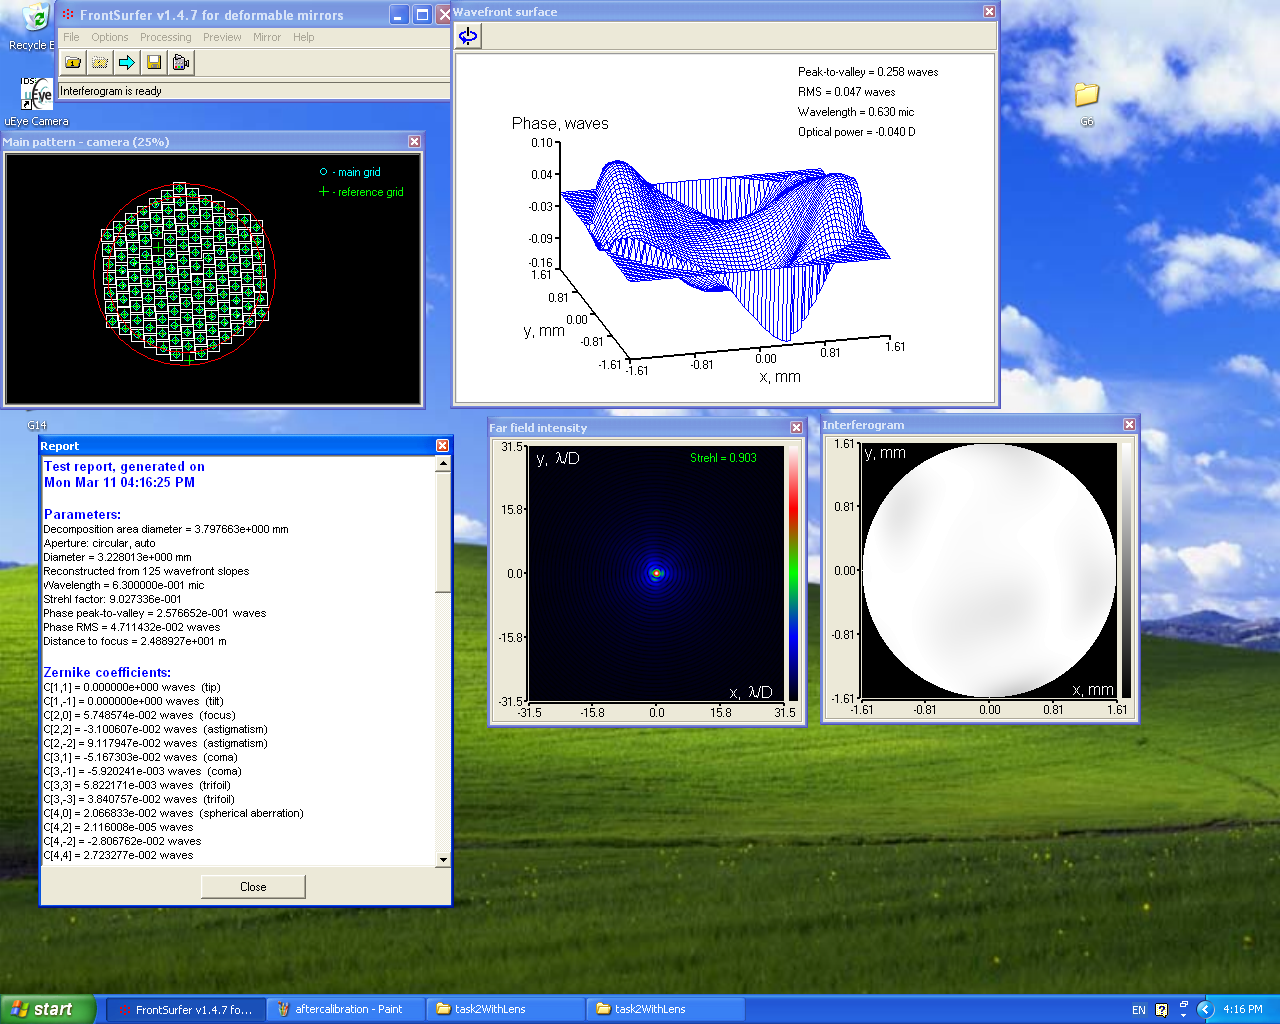 Recycle B
FrontSurfer v1.4.7 for deformable mirrors
File Options Processing Preview Mirror Help
Interferogram is ready
uEye
uEye Camera
Main pattern - camera (25%)
- main grid
- reference grid
Wavefront surface
Peak-to-valley = 0.258 waves
RMS = 0.047 waves
Wavelength = 0.630 mic
Optical power = -0.040 D
Phase, waves
0.10
0.04
-0.03
-0.09
-0.16
1.61
0.81
0.00
-0.81
-1.61
y, mm
-1.61
-0.81
0.00
0.81
1.61
x, mm
G6
G14
Report
Test report, generated on
Mon Mar 11 04:16:25 PM
Parameters:
Decomposition area diameter = 3.797663e+000 mm
Aperture: circular, auto
Diameter = 3.228013e+000 mm
Reconstructed from 125 wavefront slopes
Wavelength = 6.300000e-001 mic
Strehl factor: 9.027336e-001
Phase peak-to-valley = 2.576652e-001 waves
Phase RMS = 4.711432e-002 waves
Distance to focus = 2.488927e+001 m
Zernike coefficients:
C[1,1] = 0.000000e+000 waves (tip)
C[1,-1] = 0.000000e+000 waves (tilt)
C[2,0] = 5.748574e-002 waves (focus)
C[2,2] = -3.100607e-002 waves (astigmatism)
C[2,-2] = 9.117947e-002 waves (astigmatism)
C[3,1] = -5.167303e-002 waves (coma)
C[3,-1] = -5.920241e-003 waves (coma)
C[3,3] = 5.822171e-003 waves (trifoil)
C[3,-3] = 3.840757e-002 waves (trifoil)
C[4,0] = 2.066833e-002 waves (spherical aberration)
C[4,2] = 2.116008e-005 waves
C[4,-2] = -2.806762e-002 waves
C[4,4] = 2.723277e-002 waves
Close
Far field intensity
31.5
15.8
0.0
-15.8
-31.5
y, λ/D
Strehl = 0.903
x, λ/D
-31.5 -15.8 0.0 15.8 31.5
Interferogram
1.61
0.81
0.00
-0.81
-1.61
y, mm
x, mm
-1.61 -0.81 0.00 0.81 1.61
start
FrontSurfer v1.4.7 fo...
aftercalibration - Paint
task2WithLens
task2WithLens
EN
4:16 PM